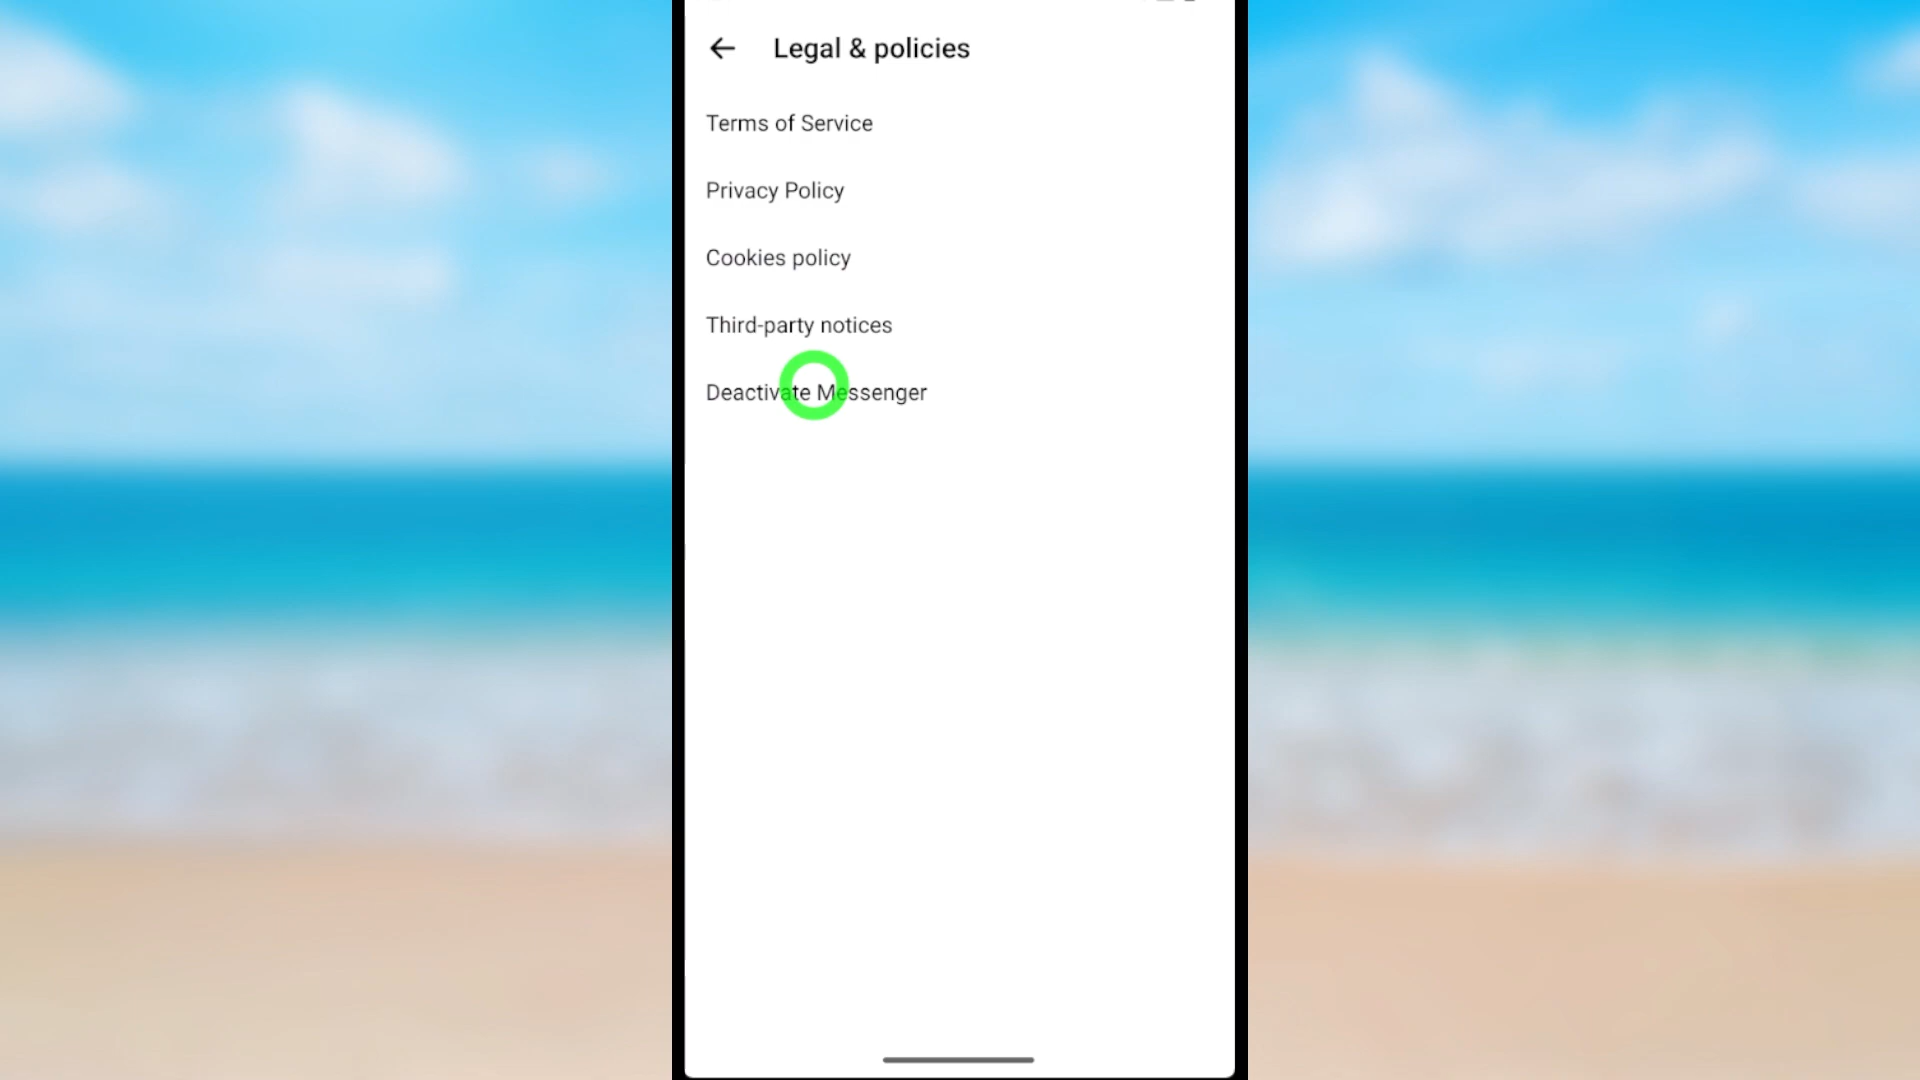 Legal & policies
Terms of Service
Privacy Policy
Cookies policy
Third-party notices
Deactivate Messenger